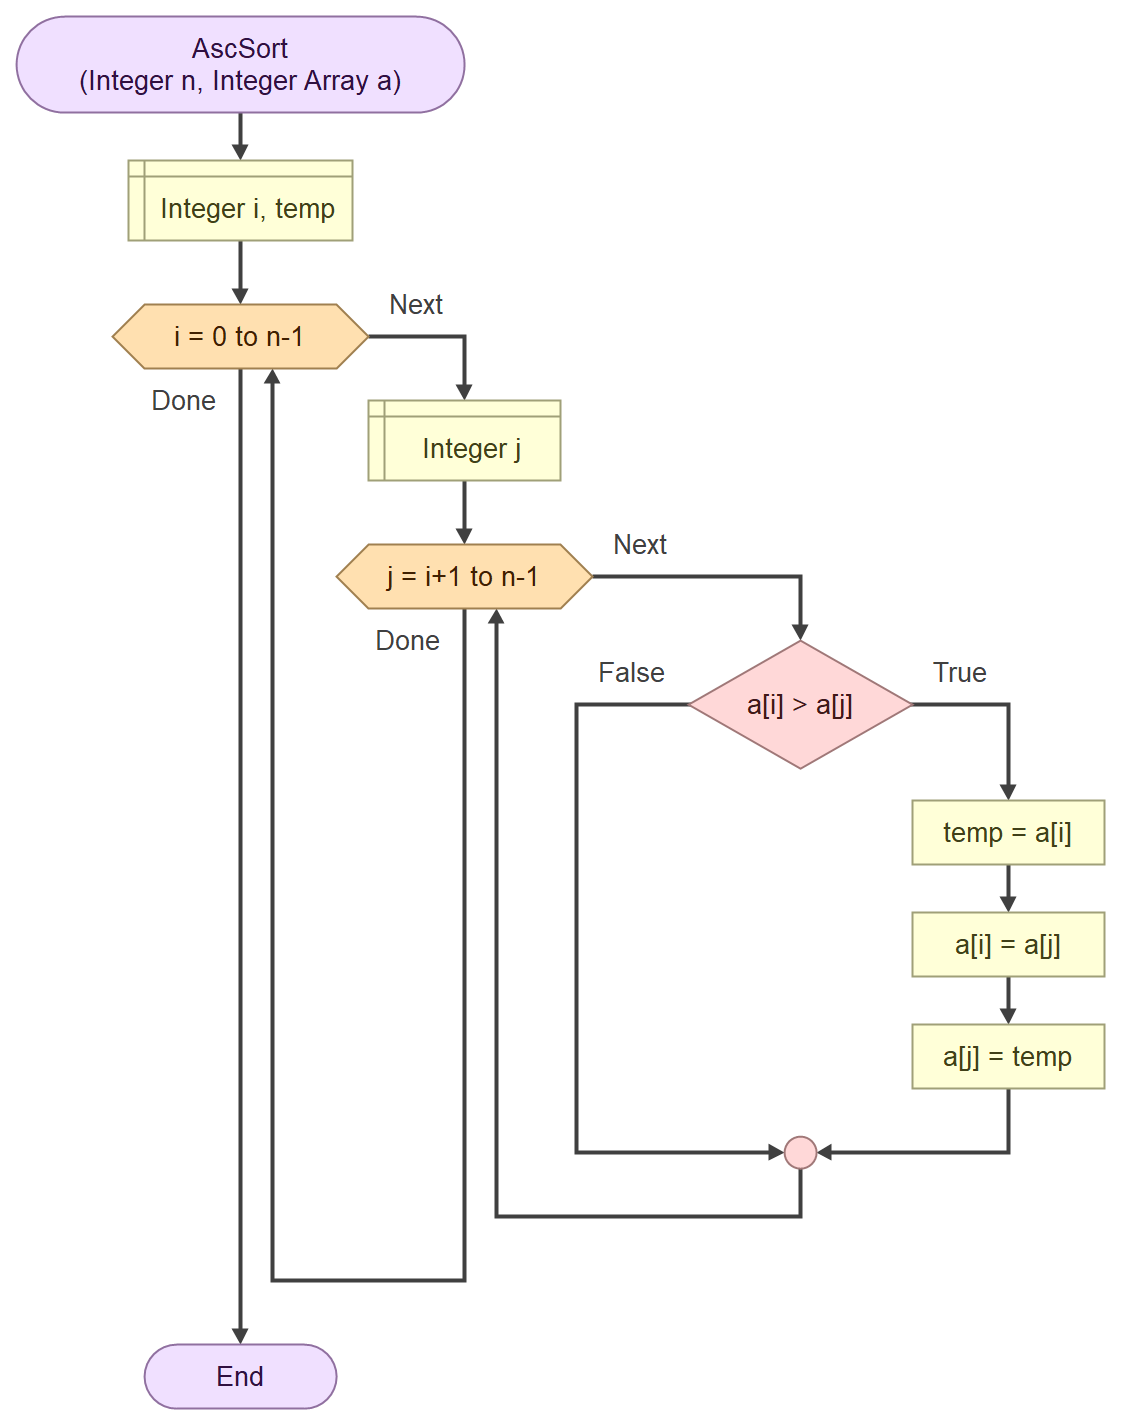 AscSort
(Integer n, Integer Array a)
Integer i, temp
i = 0 to n-1
Next
Done
Integer j
j = i+1 to n-1
Next
Done
a[i] > a[j]
False
True
temp = a[i]
a[i] = a[j]
a[j] = temp
End